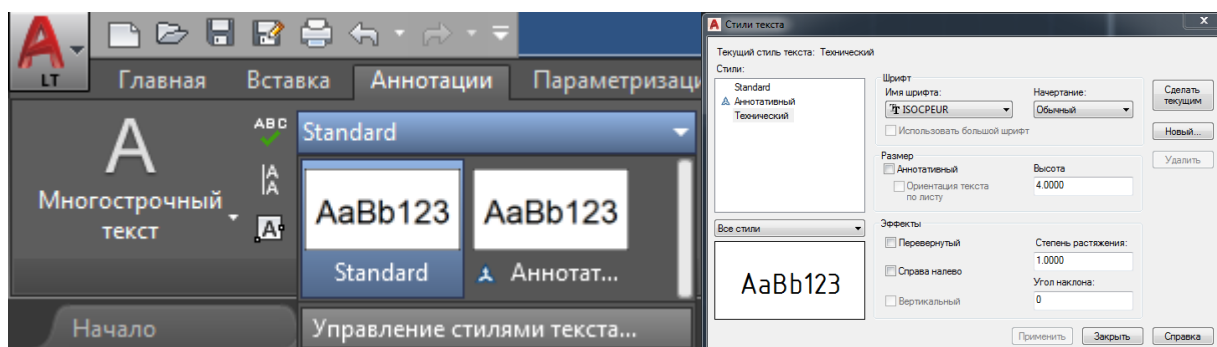 LT
Главная Вставка Аннотации Параметризаци
A
Многострочный
текст
ABC
A
A
A
Standard
AaBb123
AaBb123
Standard
Аннотат...
Управление стилями текста...
Начало
Стили текста
Текущий стиль текста: Технический
Стили:
Standard
Аннотативный
Технический
Все стили
AaBb123
Шрифт
Имя шрифта:
Начертание:
ISOCPEUR
Обычный
Использовать большой шрифт
Размер
Аннотативный
Высота
Ориентация текста
по листу
4.0000
Эффекты
Перевернутый
Степень растяжения:
1.0000
Справа налево
Угол наклона:
Вертикальный
0
Сделать
текущим
Новый...
Удалить
Применить
Закрыть
Справка